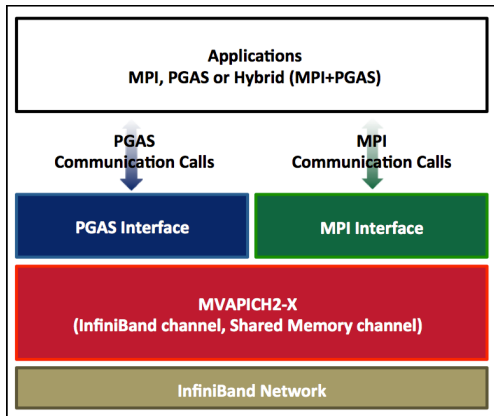 Applications
MPI, PGAS or Hybrid (MPI+PGAS)
PGAS
Communication Calls
MPI
Communication Calls
PGAS Interface
MPI Interface
MVAPICH2-X
(InfiniBand channel, Shared Memory channel)
InfiniBand Network